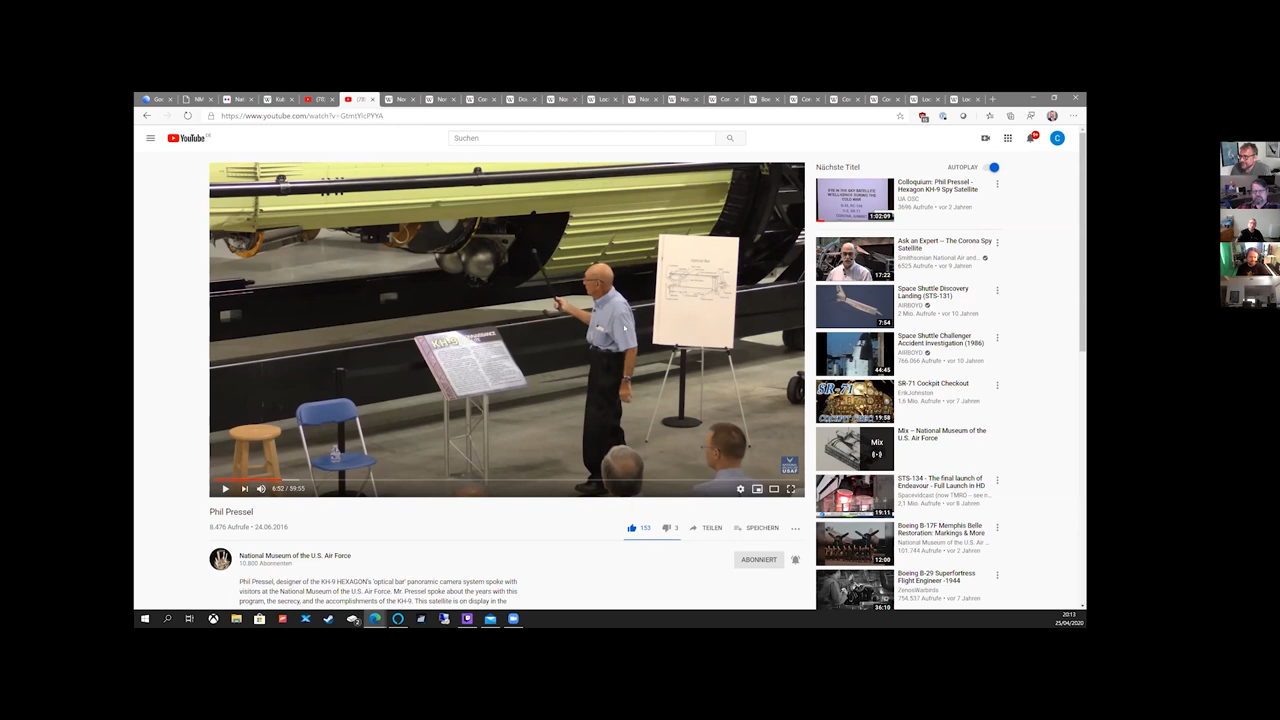 https://www.youtube.com/watch?v=GtmtYlcPYYA
YouTube DE
Suchen
9+
C
KH-9
6:52 / 59:55
Phil Pressel
8.476 Aufrufe • 24.06.2016
153
3
TEILEN
SPEICHERN
National Museum of the U.S. Air Force
10.800 Abonnenten
ABONNIERT
Phil Pressel, designer of the KH-9 HEXAGON's 'optical bar' panoramic camera system spoke with
visitors at the National Museum of the U.S. Air Force. Mr. Pressel spoke about the years with this
program, the secrecy, and the accomplishments of the KH-9. This satellite is on display in the
Nächste Titel
AUTOPLAY
1:02:09
Colloquium: Phil Pressel -
Hexagon KH-9 Spy Satellite
UA OSC
3696 Aufrufe • vor 2 Jahren
17:22
Ask an Expert -- The Corona Spy
Satellite
Smithsonian National Air and...
6525 Aufrufe • vor 9 Jahren
7:54
Space Shuttle Discovery
Landing (STS-131)
AIRBOYD
2 Mio. Aufrufe • vor 10 Jahren
44:45
Space Shuttle Challenger
Accident Investigation (1986)
AIRBOYD
766.066 Aufrufe • vor 10 Jahren
SR-71
19:58
SR-71 Cockpit Checkout
ErikJohnston
1,6 Mio. Aufrufe • vor 7 Jahren
Mix
Mix – National Museum of the
U.S. Air Force
19:11
STS-134 - The final launch of
Endeavour - Full Launch in HD
Spacevidcast (now TMRO -- see n...
2,1 Mio. Aufrufe • vor 8 Jahren
12:00
Boeing B-17F Memphis Belle
Restoration: Markings & More
National Museum of the U.S. Air ...
101.744 Aufrufe • vor 2 Jahren
36:10
Boeing B-29 Superfortress
Flight Engineer -1944
ZenosWarbirds
754.537 Aufrufe • vor 7 Jahren
20:13
25/04/2020